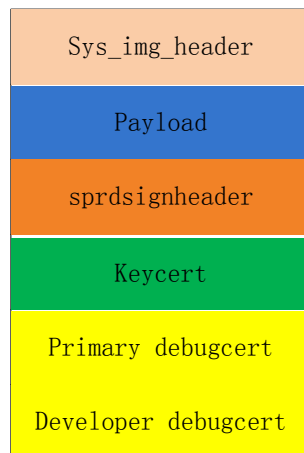 Sys_img_header
Payload
sprdsignheader
Keycert
Primary debugcert
Developer debugcert